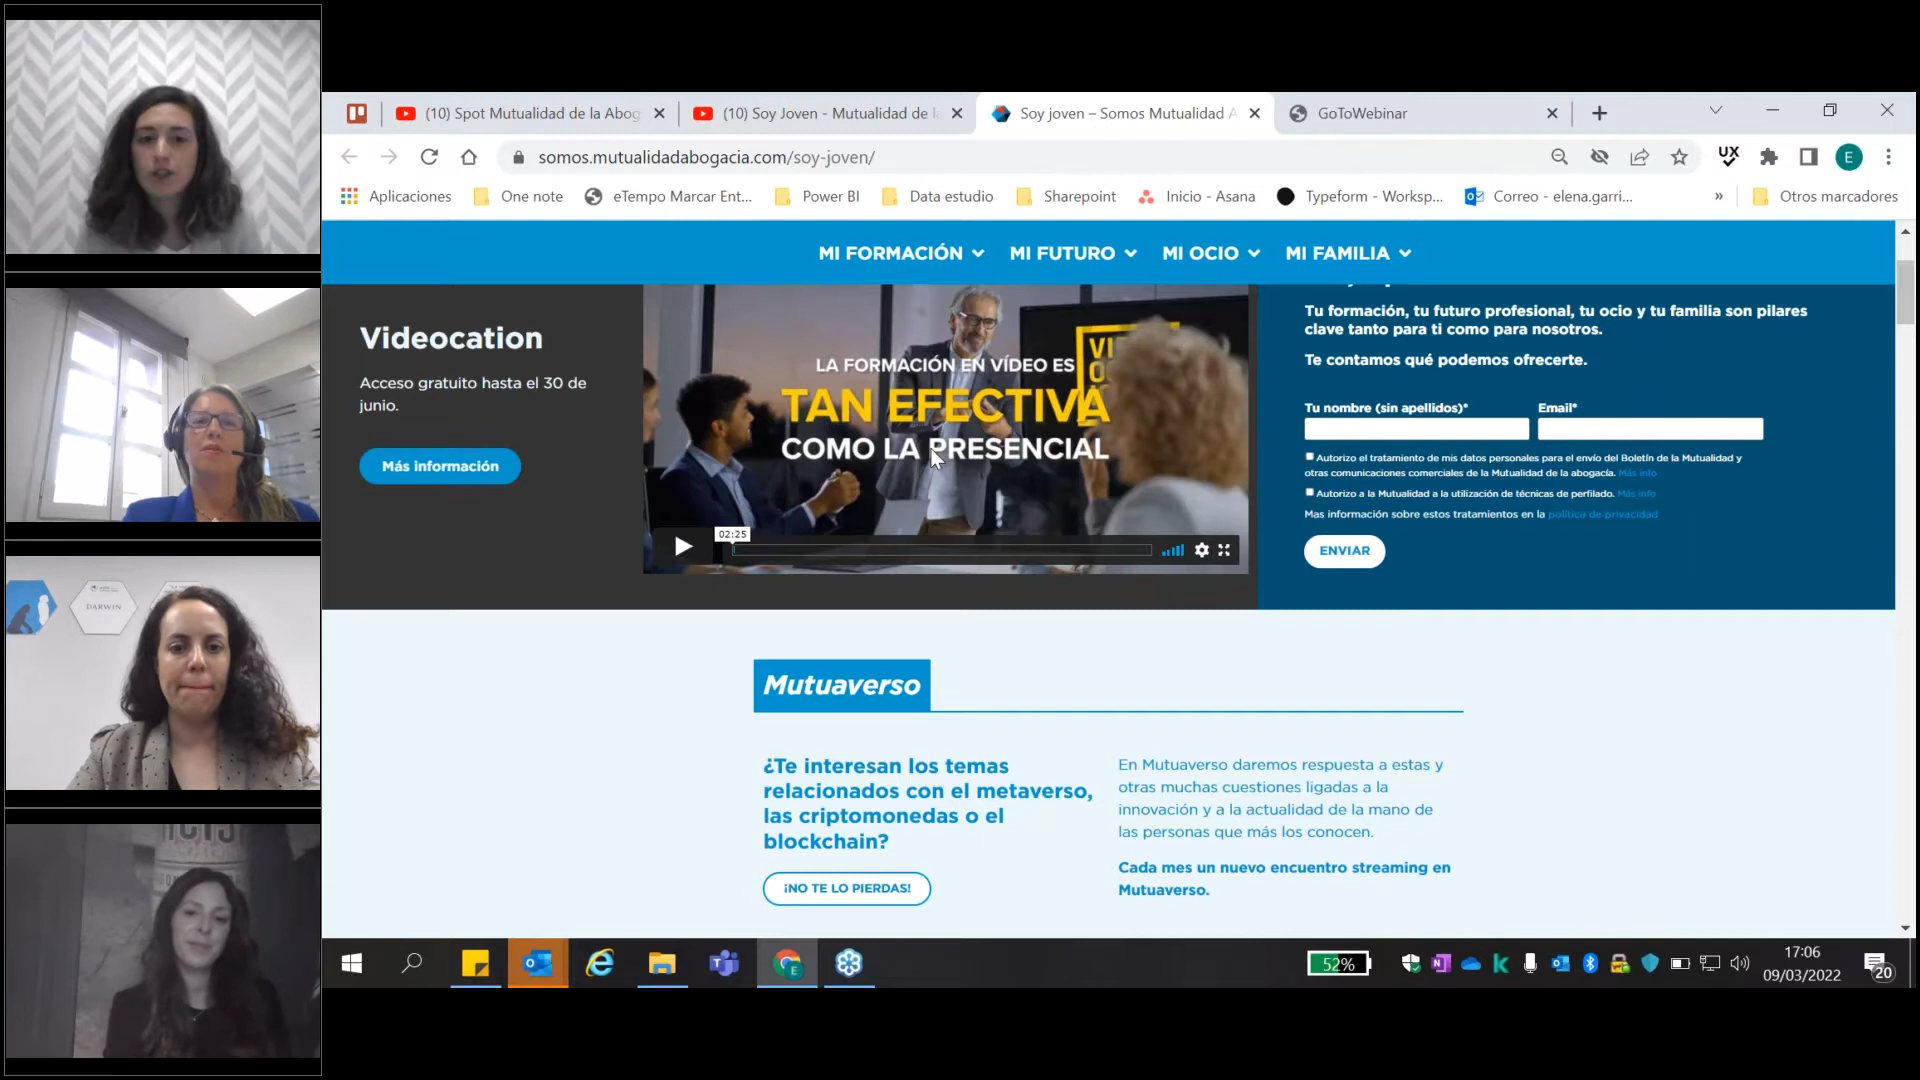 DARWIN
(10) Spot Mutualidad de la Abog
(10) Soy Joven - Mutualidad de la
Soy joven – Somos Mutualidad A
GoToWebinar
somos.mutualidadabogacia.com/soy-joven/
UX
E
Aplicaciones
One note
eTempo Marcar Ent...
Power BI
Data estudio
Sharepoint
Inicio - Asana
Typeform - Worksp...
Correo - elena.garri...
»
Otros marcadores
MI FORMACIÓN
MI FUTURO
MI OCIO
MI FAMILIA
Videocation
Acceso gratuito hasta el 30 de
junio.
Más información
LA FORMACIÓN EN VÍDEO ES
TAN EFECTIVA
COMO LA PRESENCIAL
02:25
Tu formación, tu futuro profesional, tu ocio y tu familia son pilares
clave tanto para ti como para nosotros.
Te contamos qué podemos ofrecerte.
Tu nombre (sin apellidos)*
Email*
Autorizo el tratamiento de mis datos personales para el envío del Boletín de la Mutualidad y
otras comunicaciones comerciales de la Mutualidad de la abogacía. Más info
Autorizo a la Mutualidad a la utilización de técnicas de perfilado. Más info
Mas información sobre estos tratamientos en la política de privacidad
ENVIAR
Mutuaverso
¿Te interesan los temas
relacionados con el metaverso,
las criptomonedas o el
blockchain?
¡NO TE LO PIERDAS!
En Mutuaverso daremos respuesta a estas y
otras muchas cuestiones ligadas a la
innovación y a la actualidad de la mano de
las personas que más los conocen.
Cada mes un nuevo encuentro streaming en
Mutuaverso.
52%
17:06
09/03/2022
20